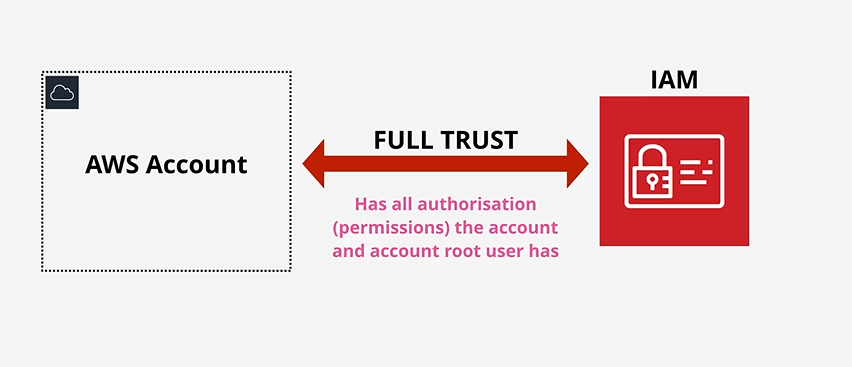 IAM
FULL TRUST
AWS Account
Has all authorisation
(permissions) the account
and account root user has